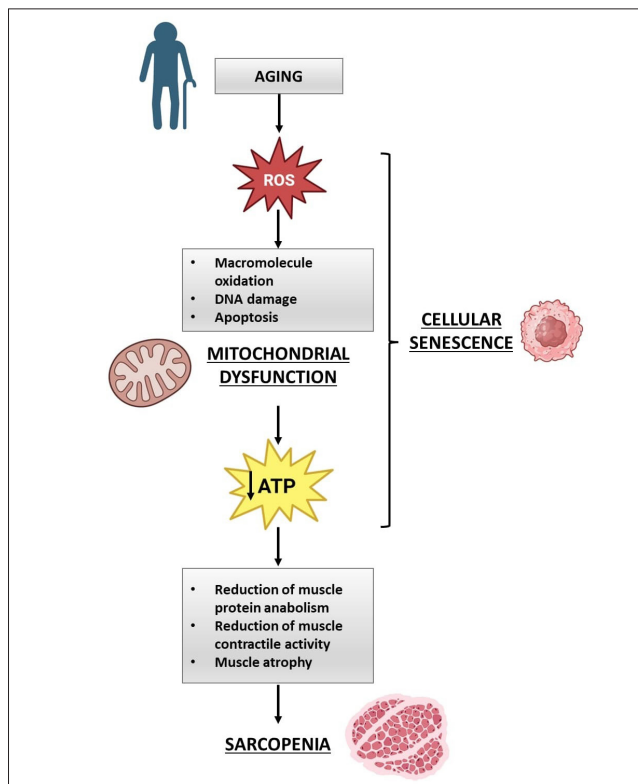 AGING
ROS
• Macromolecule
oxidation
• DNA damage
• Apoptosis
MITOCHONDRIAL
DYSFUNCTION
CELLULAR
SENESCENCE
↓ATP
• Reduction of muscle
protein anabolism
• Reduction of muscle
contractile activity
• Muscle atrophy
SARCOPENIA